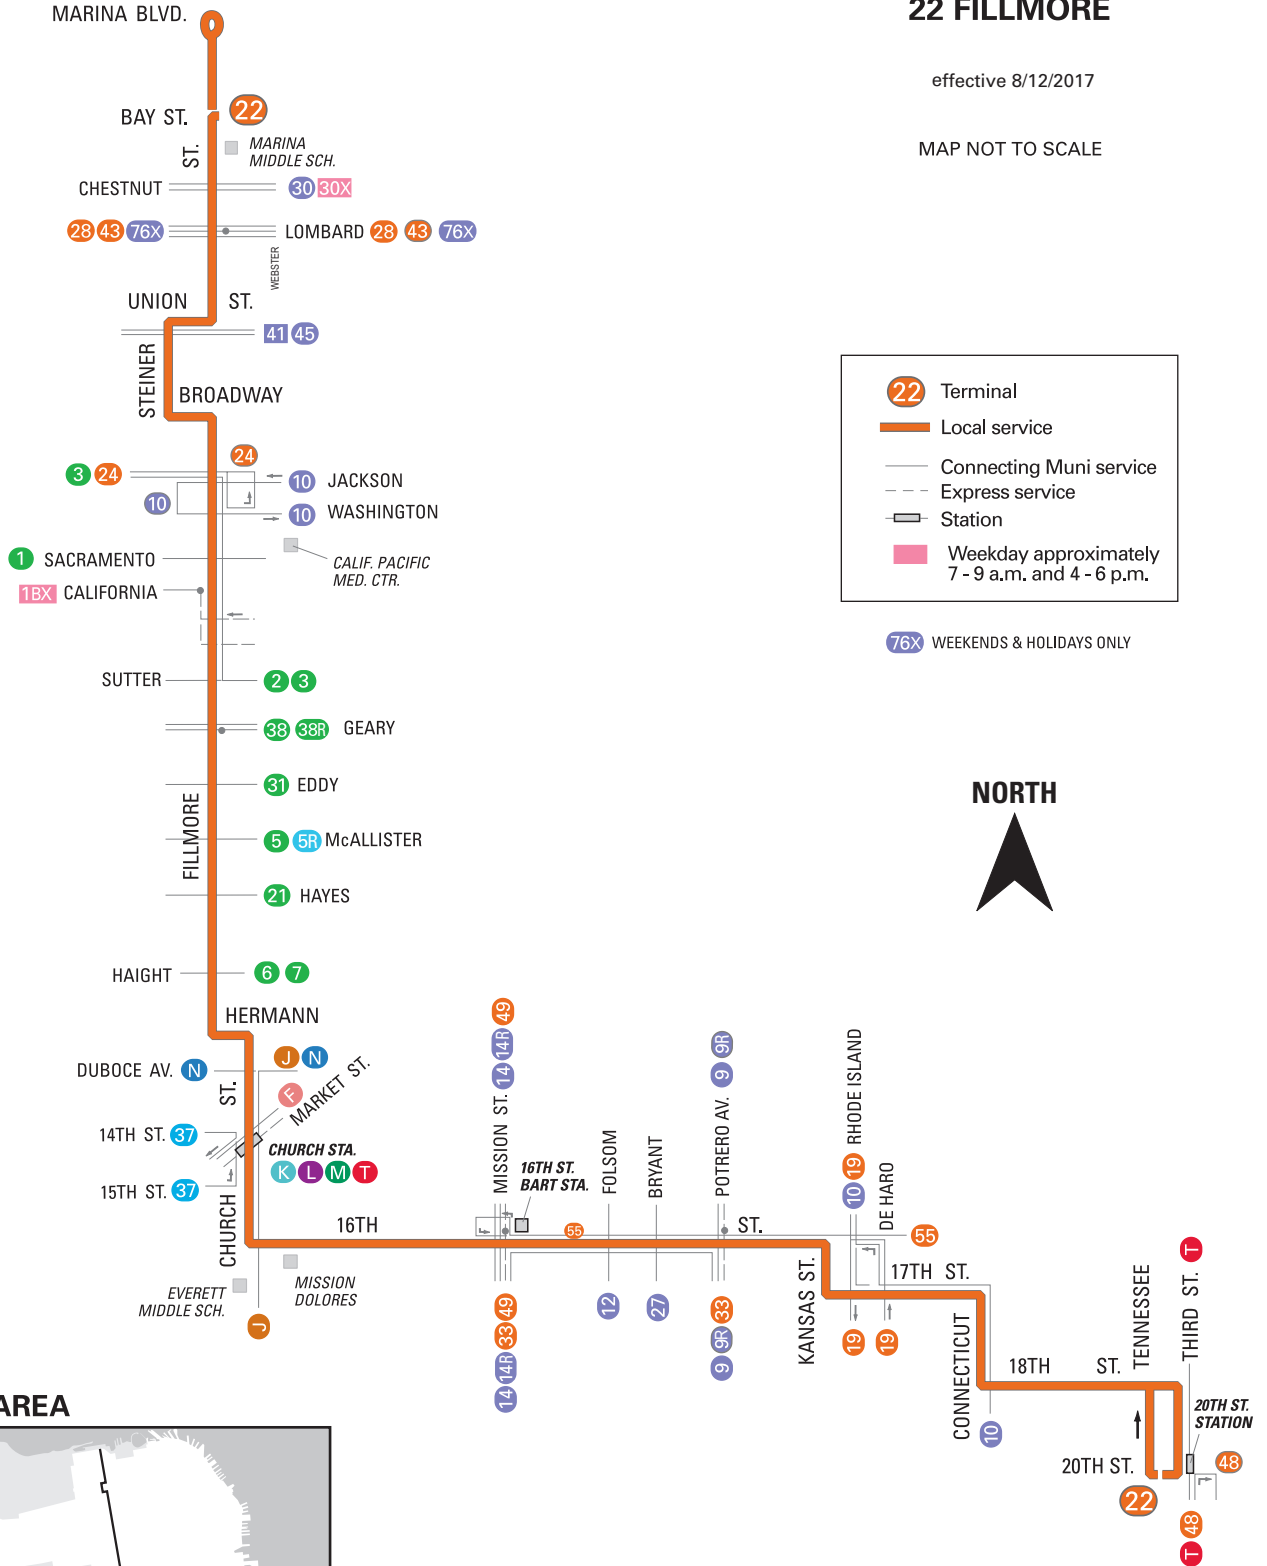 22 FILLMORE
effective 8/12/2017
MAP NOT TO SCALE
MARINA BLVD.
BAY ST.
22
ST.
MARINA
MIDDLE SCH.
CHESTNUT
30 30X
28 43 76X
LOMBARD 28 43 76X
WEBSTER
UNION ST.
41 45
STEINER
BROADWAY
3 24
24
10
10 JACKSON
10 WASHINGTON
1 SACRAMENTO
CALIF. PACIFIC
MED. CTR.
1BX CALIFORNIA
SUTTER
2 3
38 38R GEARY
31 EDDY
FILLMORE
5 5R McALLISTER
21 HAYES
HAIGHT
6 7
HERMANN
DUBOCE AV. N
J N
F
MARKET ST.
ST.
14TH ST. 37
CHURCH STA.
K L M T
15TH ST. 37
CHURCH
16TH
ST.
EVERETT
MIDDLE SCH.
MISSION
DOLORES
J
MISSION ST. 14 14R 49
16TH ST.
BART STA.
55
14 14R 33 49
FOLSOM
12
BRYANT
27
POTRERO AV. 9 9R
9 9R 33
KANSAS ST.
10 19 RHODE ISLAND
DE HARO
55
17TH ST.
19
19
CONNECTICUT
10
18TH ST.
TENNESSEE
THIRD ST. T
20TH ST.
STATION
20TH ST.
22
48
T 48
22 Terminal
Local service
Connecting Muni service
Express service
Station
Weekday approximately
7 - 9 a.m. and 4 - 6 p.m.
76X WEEKENDS & HOLIDAYS ONLY
NORTH
AREA